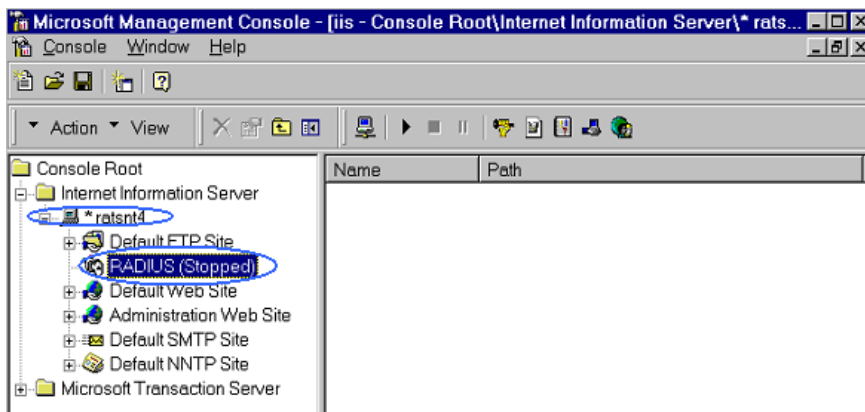 Microsoft Management Console - [iis - Console Root\Internet Information Server\* rats...
Console Window Help
Action View
Console Root
Name Path
Internet Information Server
* ratsnt4
Default FTP Site
RADIUS (Stopped)
Default Web Site
Administration Web Site
Default SMTP Site
Default NNTP Site
Microsoft Transaction Server